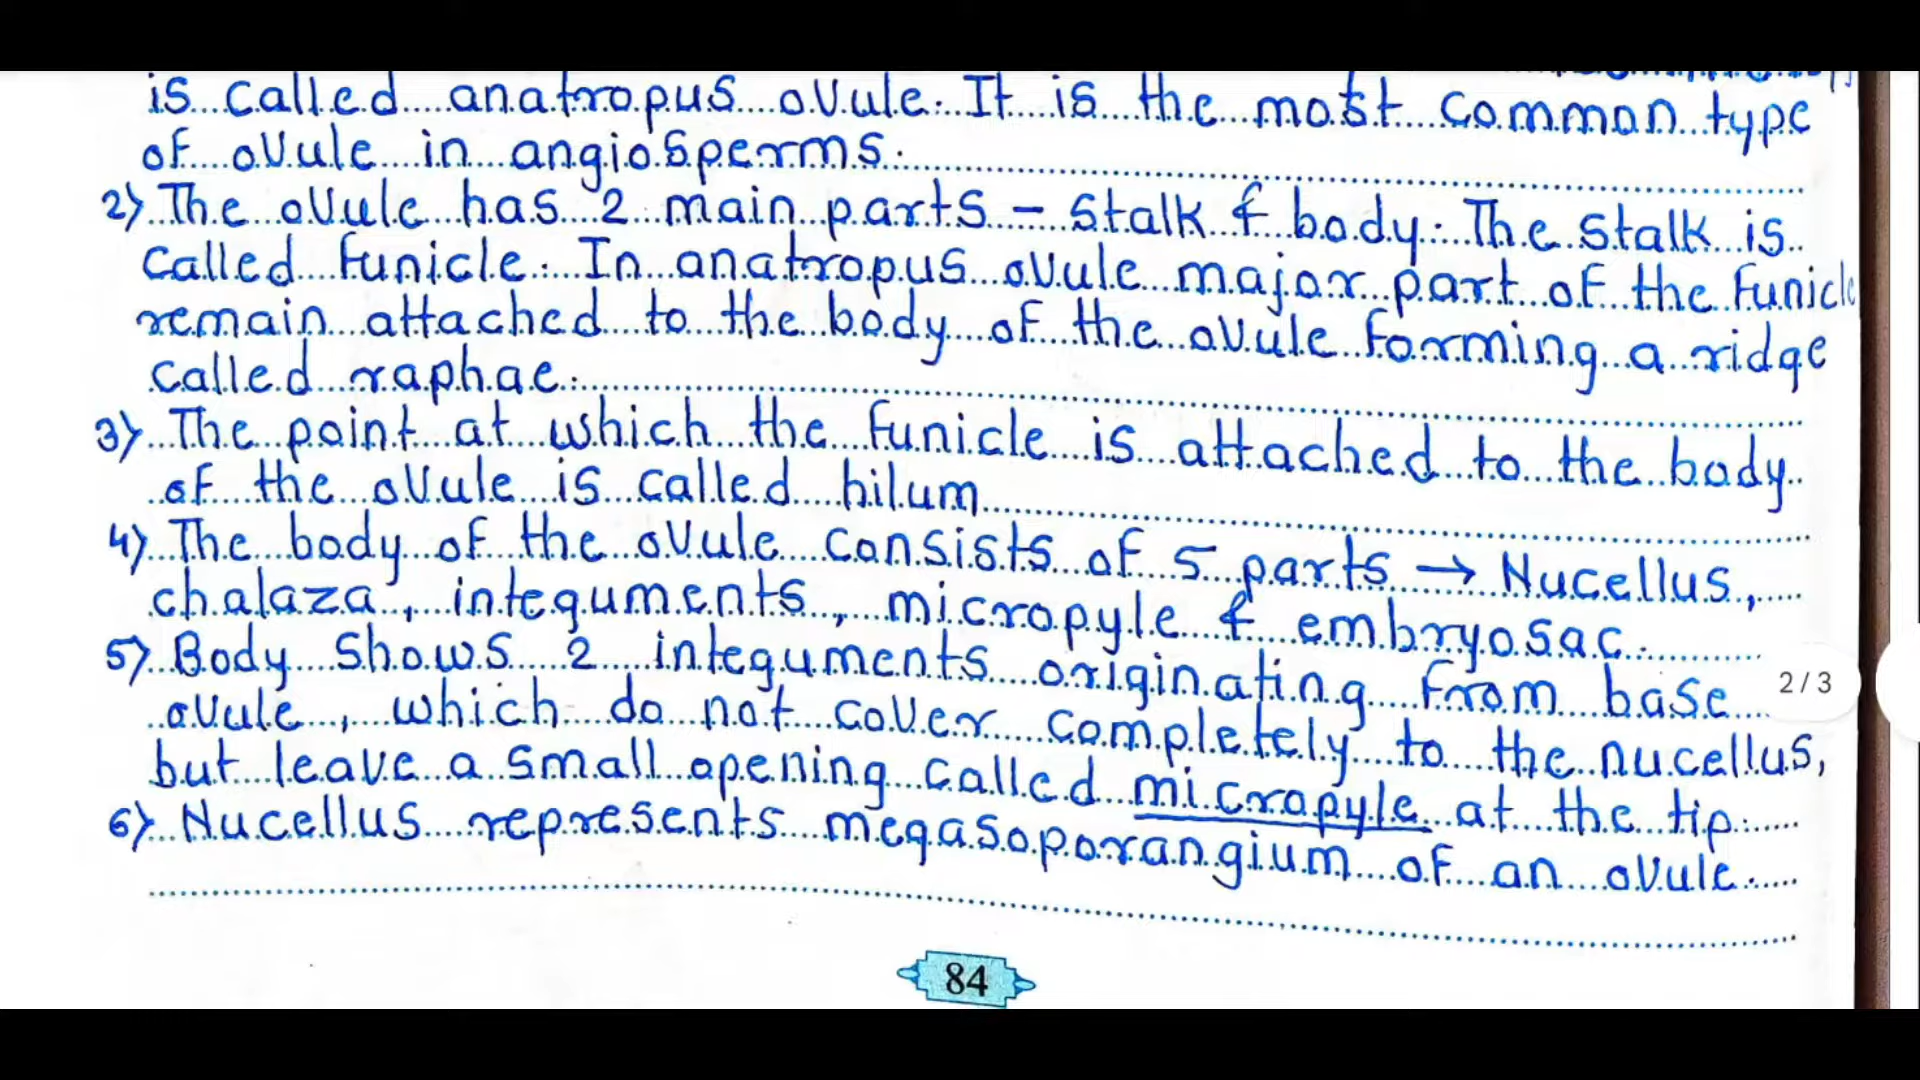 is called anatropus ovule. It is the most common type
of ovule in angiosperms.
2) The ovule has 2 main parts - stalk & body. The stalk is
called funicle. In anatropus ovule major part of the funicle
remain attached to the body of the ovule forming a ridge
called raphae.
3) The point at which the funicle is attached to the body
of the ovule is called hilum
4) The body of the ovule consists of 5 parts → Nucellus,
chalaza, integuments, micropyle & embryosac.
5) Body shows 2 integuments originating from base
ovule, which do not cover completely to the nucellus,
but leave a small opening called micropyle at the tip.
6) Nucellus represents megasoporangium of an ovule.
2/3
84